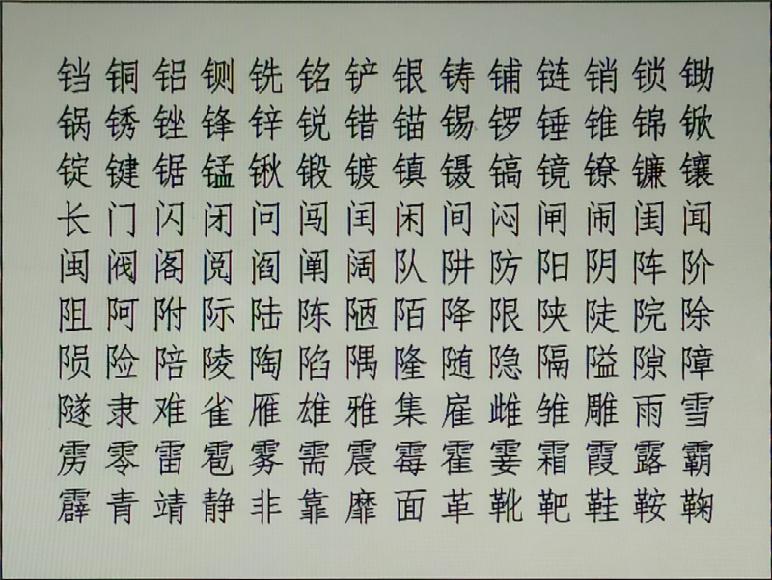 铛铜铝铡铣铭铲银铸铺链销锁锄
锅锈锉锋锌锐错锚锡锣锤锥锦锨
锭键锯锰锹锻镀镇镊镐镜镣镰镶
长门闪闭问闯闰闲间闷闸闹闺闻
闽阀阁阅阎阐阔队阱防阳阴阵阶
阻阿附际陆陈陋陌降限陕陡院除
陨险陪陵陶陷隅隆随隐隔隘隙障
隧隶难雀雁雄雅集雇雌雏雕雨雪
雳零雷雹雾需震霉霍霎霜霞露霸
霹青靖静非靠靡面革靴靶鞋鞍鞠